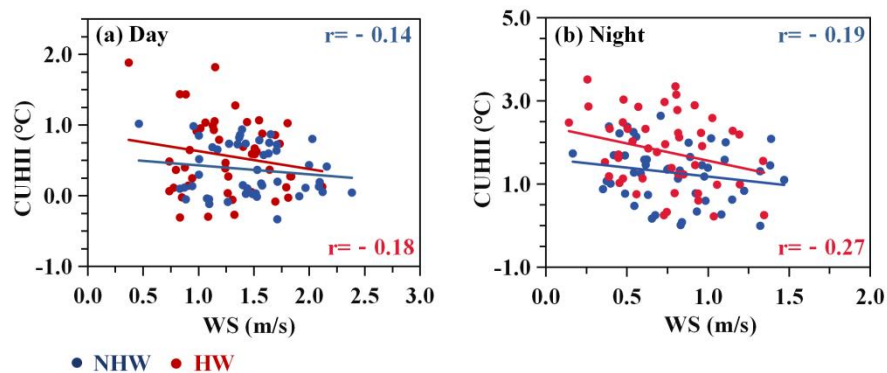 (a) Day
r= - 0.14
CUHII (℃)
2.0
1.0
0.0
-1.0
r= - 0.18
0.0 0.5 1.0 1.5 2.0 2.5 3.0
WS (m/s)
(b) Night
r= - 0.19
CUHII (℃)
5.0
3.0
1.0
-1.0
r= - 0.27
0.0 0.5 1.0 1.5 2.0
WS (m/s)
NHW HW